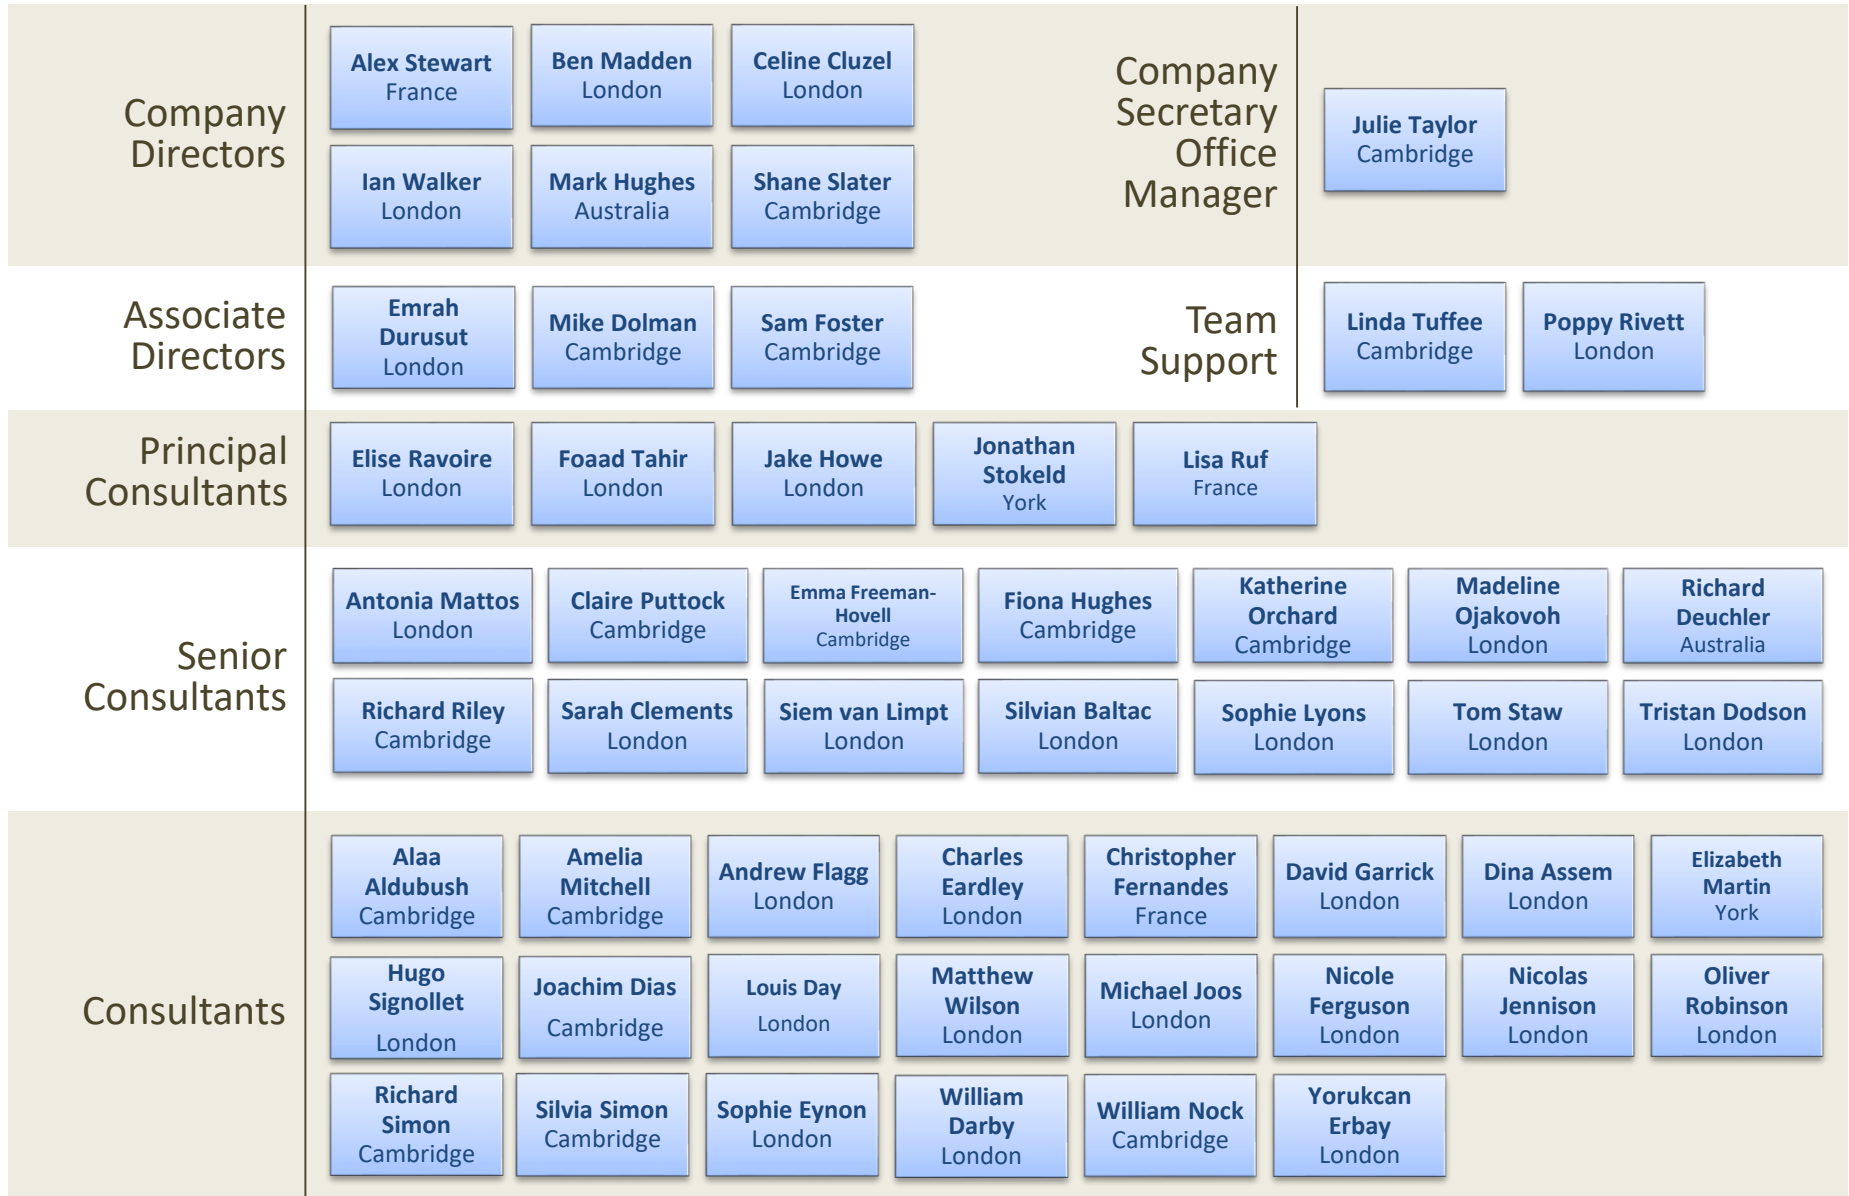 Company
Directors
Alex Stewart
France
Ben Madden
London
Celine Cluzel
London
Ian Walker
London
Mark Hughes
Australia
Shane Slater
Cambridge
Company
Secretary
Office
Manager
Julie Taylor
Cambridge
Associate
Directors
Emrah
Durusut
London
Mike Dolman
Cambridge
Sam Foster
Cambridge
Team
Support
Linda Tuffee
Cambridge
Poppy Rivett
London
Principal
Consultants
Elise Ravoire
London
Foaad Tahir
London
Jake Howe
London
Jonathan
Stokeld
York
Lisa Ruf
France
Senior
Consultants
Antonia Mattos
London
Claire Puttock
Cambridge
Emma Freeman-
Hovell
Cambridge
Fiona Hughes
Cambridge
Katherine
Orchard
Cambridge
Madeline
Ojakovoh
London
Richard
Deuchler
Australia
Richard Riley
Cambridge
Sarah Clements
London
Siem van Limpt
London
Silvian Baltac
London
Sophie Lyons
London
Tom Staw
London
Tristan Dodson
London
Consultants
Alaa
Aldubush
Cambridge
Amelia
Mitchell
Cambridge
Andrew Flagg
London
Charles
Eardley
London
Christopher
Fernandes
France
David Garrick
London
Dina Assem
London
Elizabeth
Martin
York
Hugo
Signollet
London
Joachim Dias
Cambridge
Louis Day
London
Matthew
Wilson
London
Michael Joos
London
Nicole
Ferguson
London
Nicolas
Jennison
London
Oliver
Robinson
London
Richard
Simon
Cambridge
Silvia Simon
Cambridge
Sophie Eynon
London
William
Darby
London
William Nock
Cambridge
Yorukcan
Erbay
London